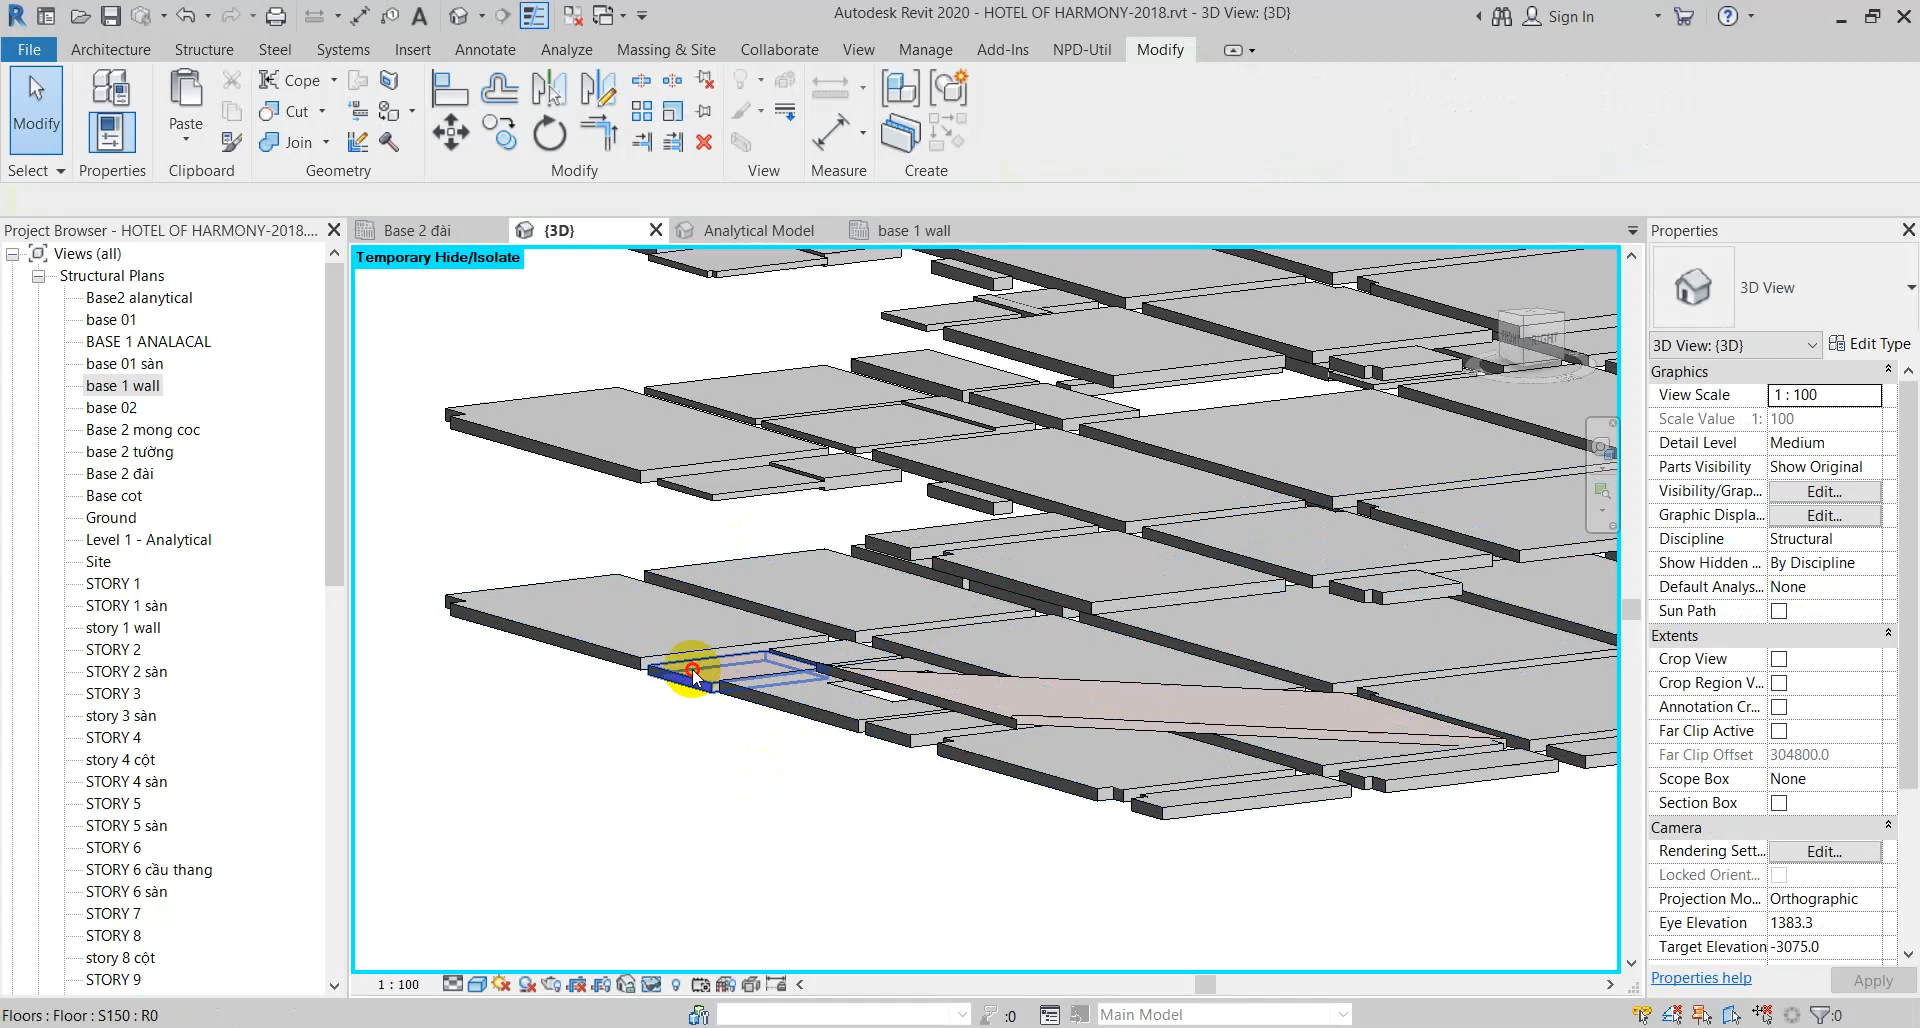 Autodesk Revit 2020 - HOTEL OF HARMONY-2018.rvt - 3D View: {3D}
Sign In
File Architecture Structure Steel Systems Insert Annotate Analyze Massing & Site Collaborate View Manage Add-Ins NPD-Util Modify
Modify
Paste
Cope
Cut
Join
Select Properties Clipboard Geometry Modify View Measure Create
Project Browser - HOTEL OF HARMONY-2018....
Base 2 đài
{3D}
Analytical Model
base 1 wall
Properties
Views (all)
Structural Plans
Base2 alanytical
base 01
BASE 1 ANALACAL
base 01 sàn
base 1 wall
base 02
Base 2 mong coc
base 2 tường
Base 2 đài
Base cot
Ground
Level 1 - Analytical
Site
STORY 1
STORY 1 sàn
story 1 wall
STORY 2
STORY 2 sàn
STORY 3
story 3 sàn
STORY 4
story 4 cột
STORY 4 sàn
STORY 5
STORY 5 sàn
STORY 6
STORY 6 cầu thang
STORY 6 sàn
STORY 7
STORY 8
story 8 cột
STORY 9
Temporary Hide/Isolate
RIGHT
3D View
3D View: {3D} Edit Type
Graphics
View Scale 1 : 100
Scale Value 1: 100
Detail Level Medium
Parts Visibility Show Original
Visibility/Grap... Edit...
Graphic Displa... Edit...
Discipline Structural
Show Hidden ... By Discipline
Default Analys... None
Sun Path
Extents
Crop View
Crop Region V...
Annotation Cr...
Far Clip Active
Far Clip Offset 304800.0
Scope Box None
Section Box
Camera
Rendering Sett... Edit...
Locked Orient...
Projection Mo... Orthographic
Eye Elevation 1383.3
Target Elevation -3075.0
Properties help
Apply
1 : 100
Floors : Floor : S150 : R0
:0
Main Model
:0